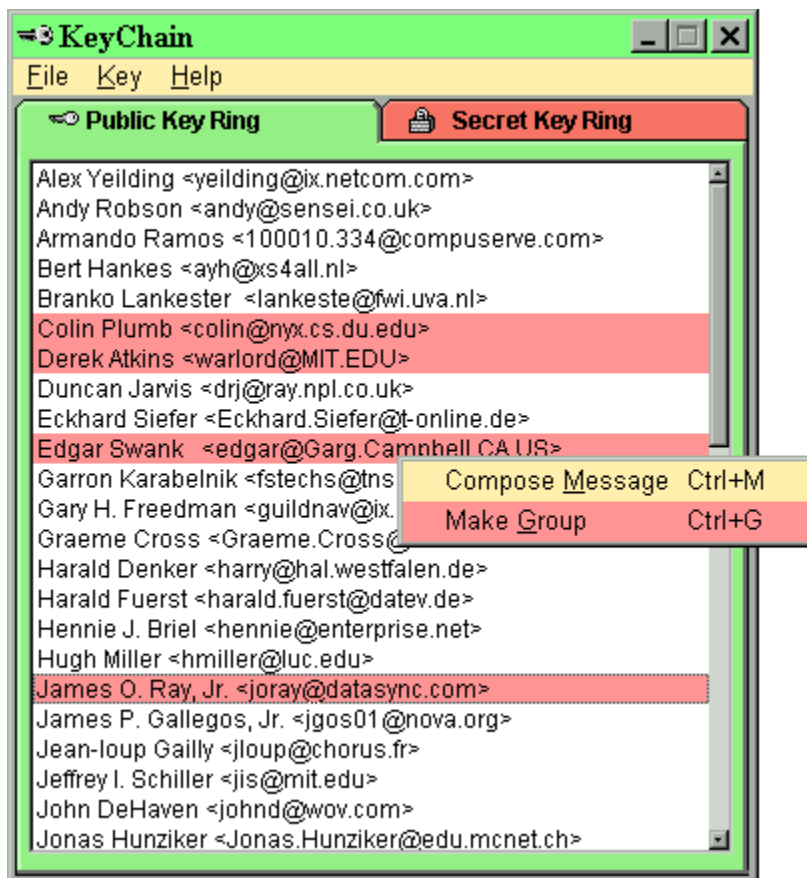 KeyChain
File Key Help
Public Key Ring Secret Key Ring
Alex Yeilding <yeilding@ix.netcom.com>
Andy Robson <andy@sensei.co.uk>
Armando Ramos <100010.334@compuserve.com>
Bert Hankes <ayh@xs4all.nl>
Branko Lankester <lankeste@fwi.uva.nl>
Colin Plumb <colin@nyx.cs.du.edu>
Derek Atkins <warlord@MIT.EDU>
Duncan Jarvis <drj@ray.npl.co.uk>
Eckhard Siefer <Eckhard.Siefer@t-online.de>
Edgar Swank <edgar@Garg.Campbell.CA.US>
Garron Karabelnik <fstechs@tns
Compose Message Ctrl+M
Gary H. Freedman <guildnav@ix.
Make Group Ctrl+G
Graeme Cross <Graeme.Cross@
Harald Denker <harry@hal.westfalen.de>
Harald Fuerst <harald.fuerst@datev.de>
Hennie J. Briel <hennie@enterprise.net>
Hugh Miller <hmiller@luc.edu>
James O. Ray, Jr. <joray@datasync.com>
James P. Gallegos, Jr. <jgos01@nova.org>
Jean-loup Gailly <jloup@chorus.fr>
Jeffrey I. Schiller <jis@mit.edu>
John DeHaven <johnd@wov.com>
Jonas Hunziker <Jonas.Hunziker@edu.mcnet.ch>